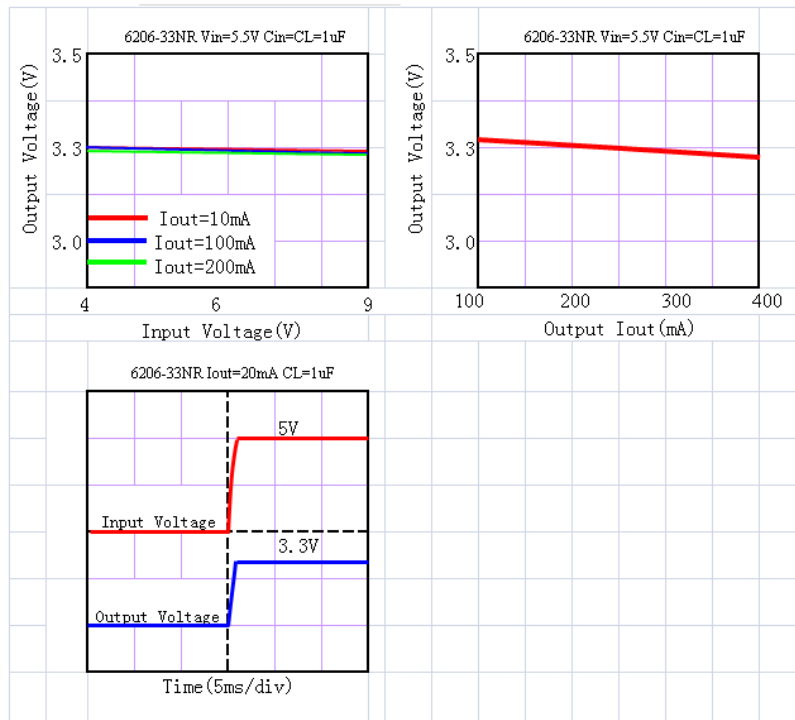 6206-33NR Vin=5.5V Cin=CL=1uF
3.5
3.3
3.0
Output Voltage(V)
Iout=10mA
Iout=100mA
Iout=200mA
4
6
9
Input Voltage(V)
6206-33NR Vin=5.5V Cin=CL=1uF
3.5
3.3
3.0
Output Voltage(V)
100
200
300
400
Output Iout(mA)
6206-33NR Iout=20mA CL=1uF
5V
Input Voltage
3.3V
Output Voltage
Time(5ms/div)